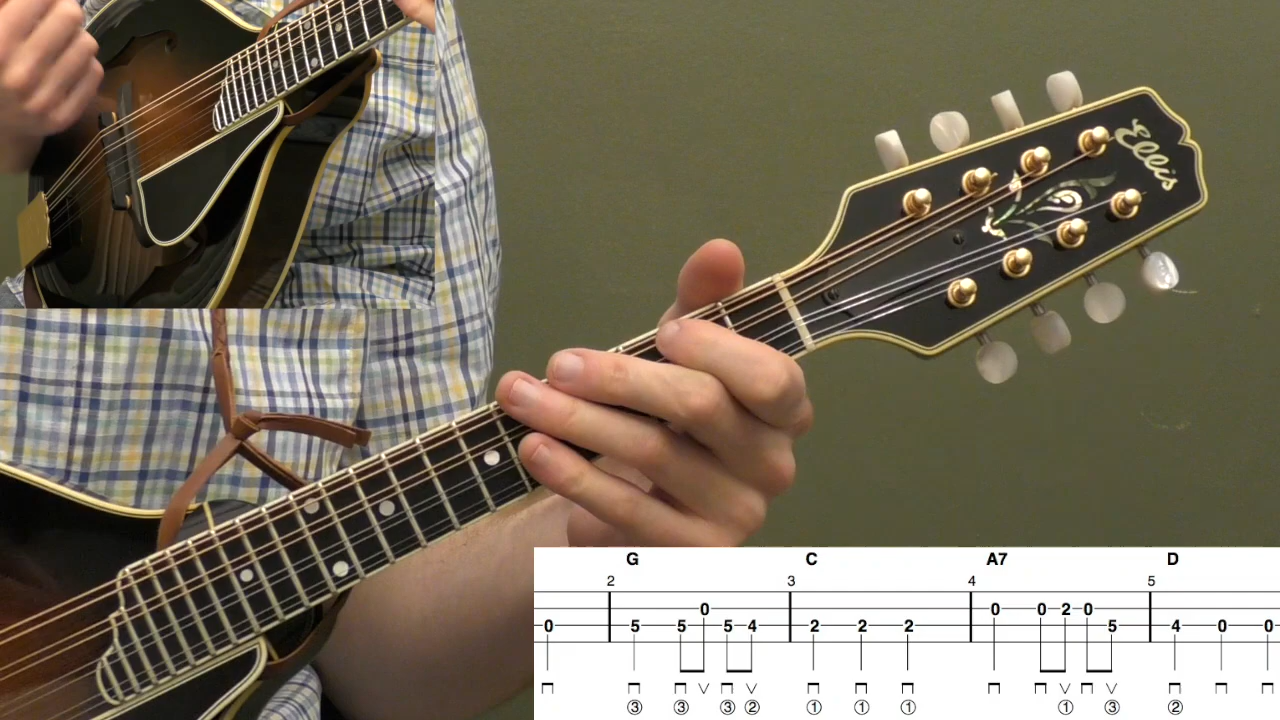 Ellis
G C A7 D
2 3 4 5
0 0 0 2 0
0 5 5 5 4 2 2 2 5 4 0 0
③ ③ ③ ② ① ① ① ① ③ ②